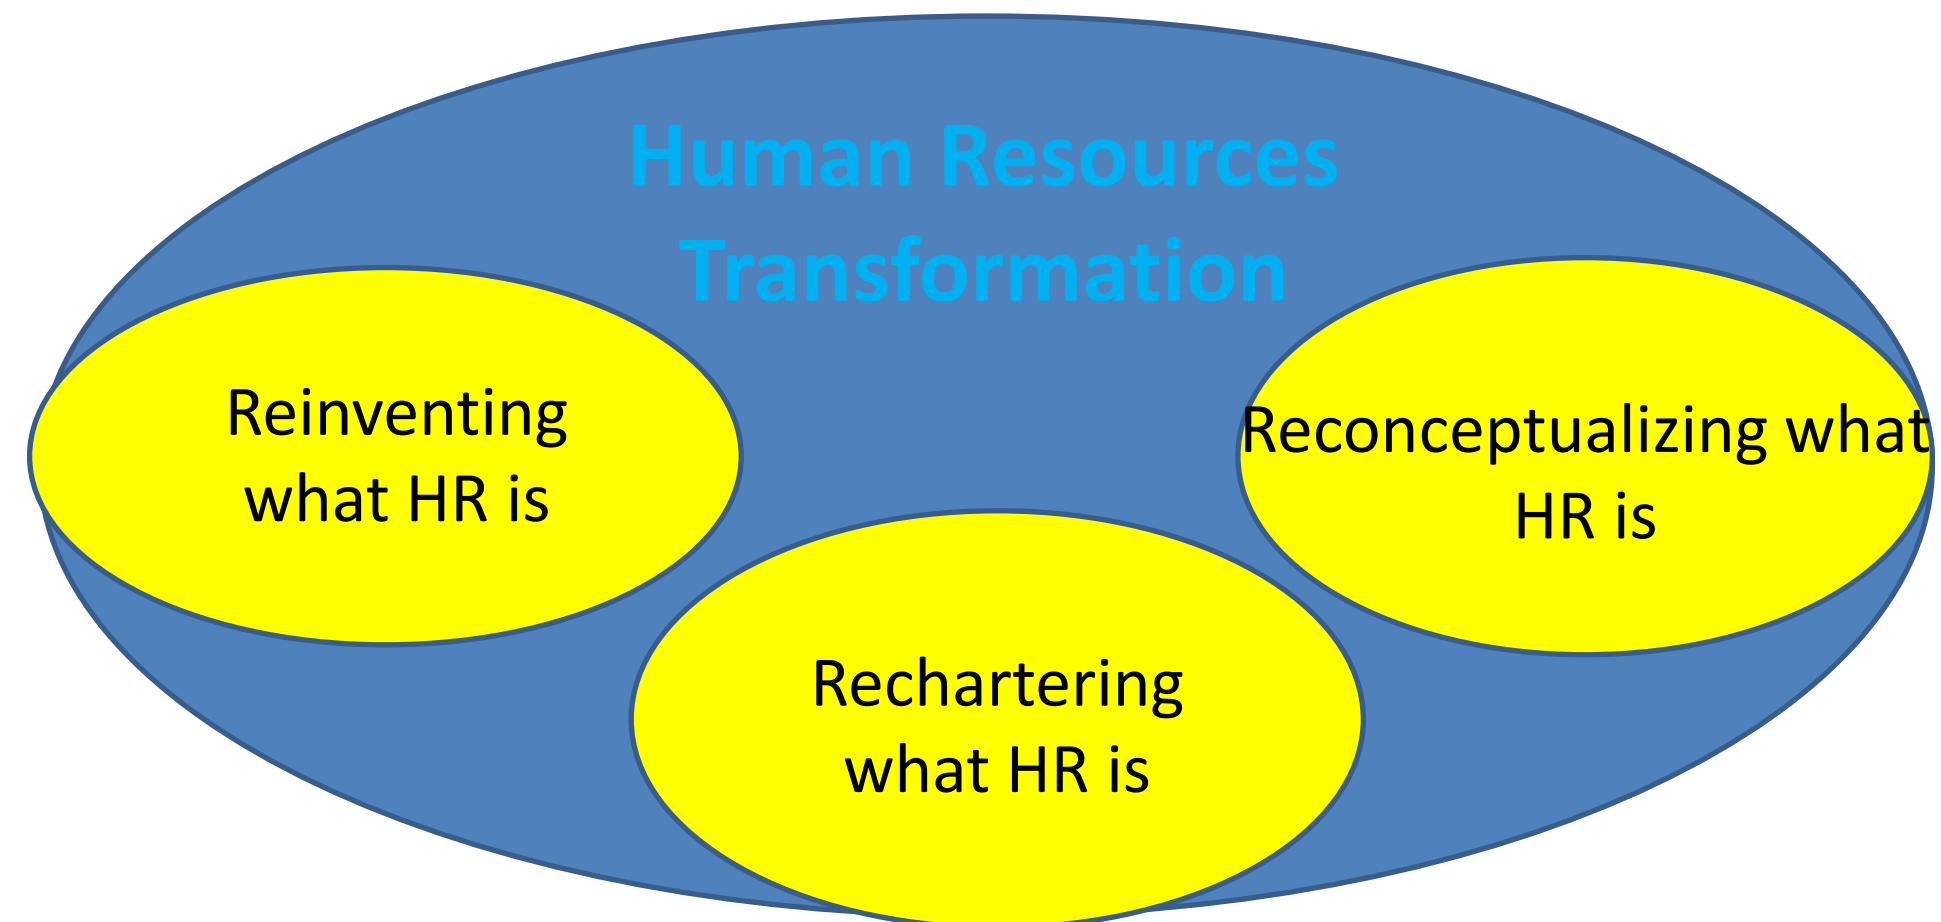 Human Resources
Transformation
Reinventing
what HR is
Reconceptualizing what
HR is
Rechartering
what HR is